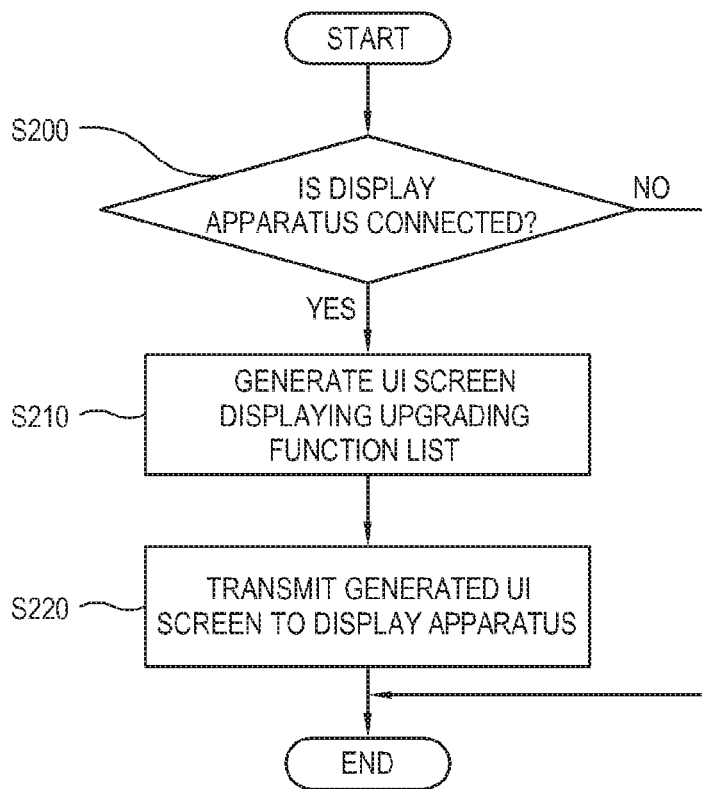 START
S200
IS DISPLAY
APPARATUS CONNECTED?
NO
YES
S210
GENERATE UI SCREEN
DISPLAYING UPGRADING
FUNCTION LIST
S220
TRANSMIT GENERATED UI
SCREEN TO DISPLAY APPARATUS
END